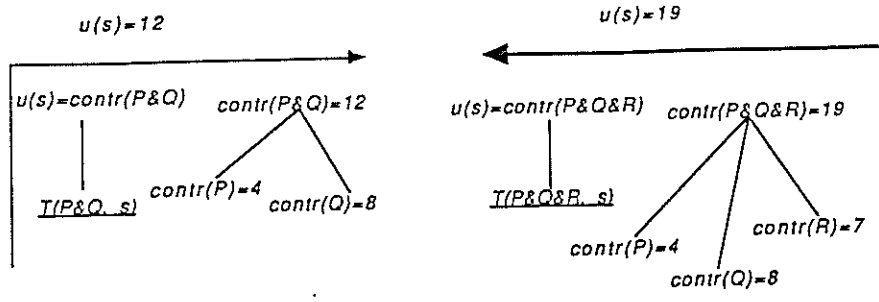 u(s)=12
u(s)=contr(P&Q)
contr(P&Q)=12
T(P&Q, s)
contr(P)=4
contr(Q)=8
u(s)=19
u(s)=contr(P&Q&R)
contr(P&Q&R)=19
T(P&Q&R, s)
contr(P)=4
contr(Q)=8
contr(R)=7